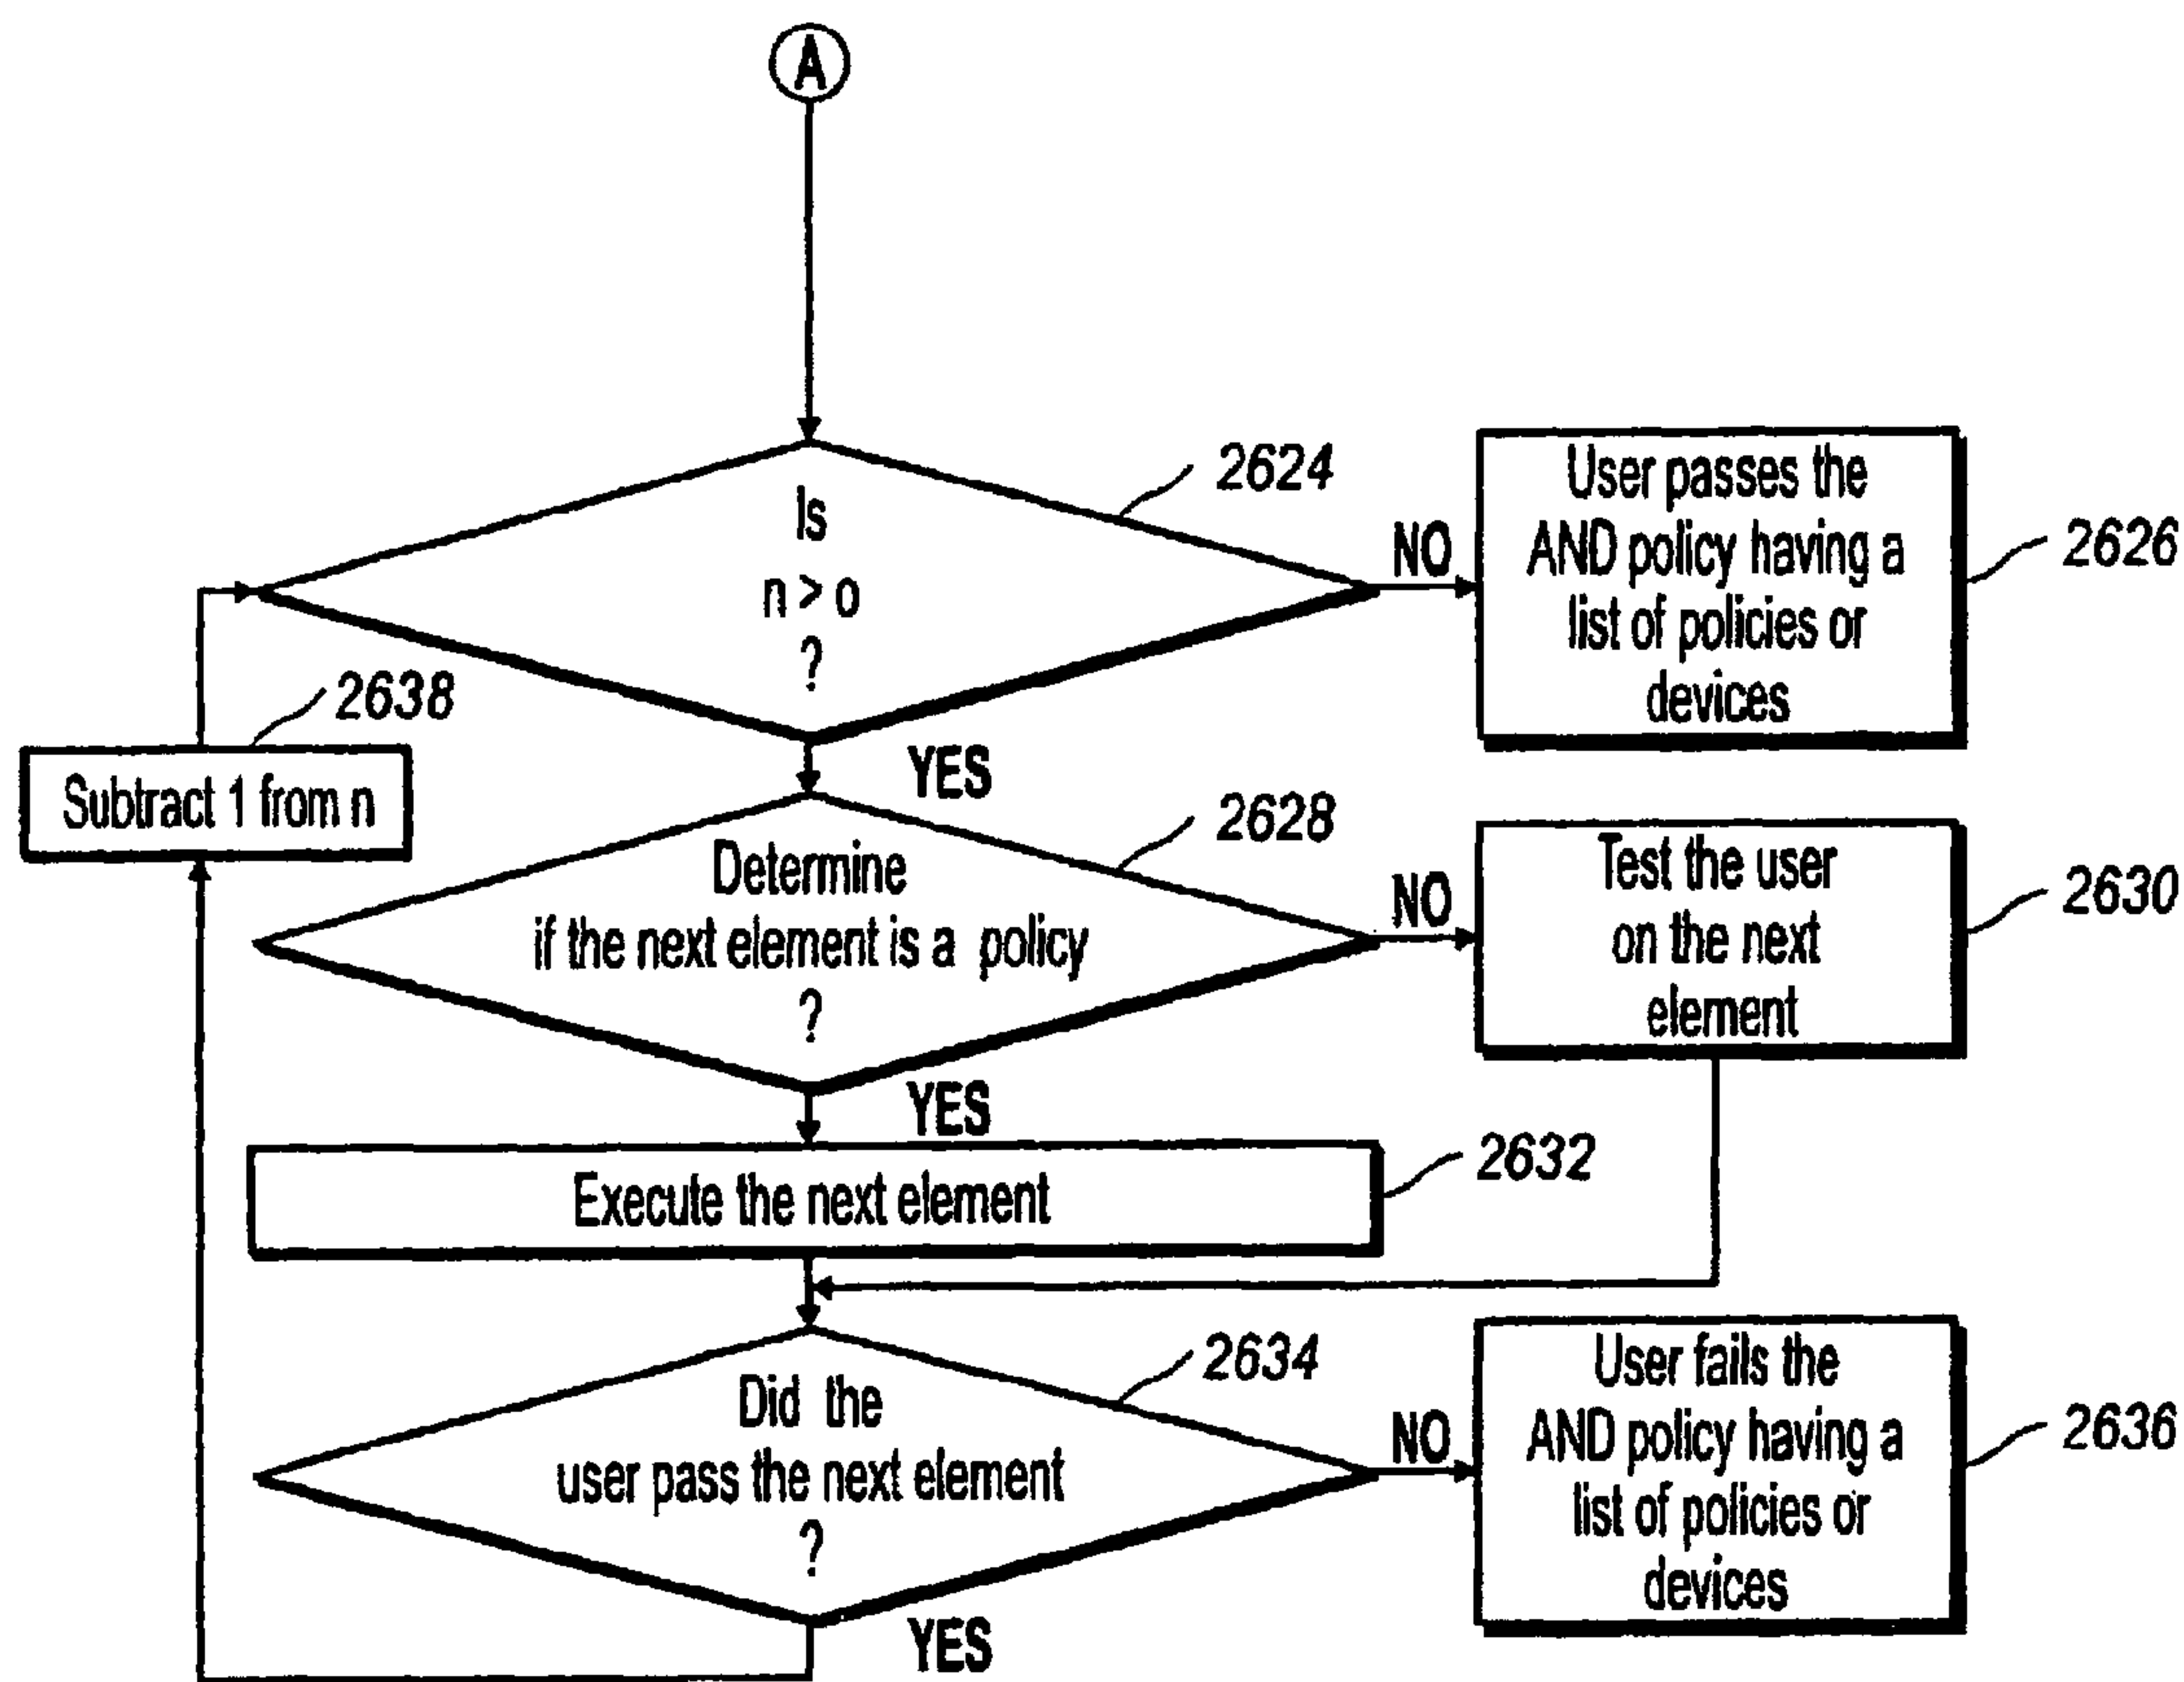 A
2624
Is
n > o
?
NO
User passes the
AND policy having a
list of policies or
devices
2626
2638
Subtract 1 from n
YES
2628
Determine
if the next element is a policy
?
NO
Test the user
on the next
element
2630
YES
Execute the next element
2632
2634
Did the
user pass the next element
?
NO
User fails the
AND policy having a
list of policies or
devices
2636
YES